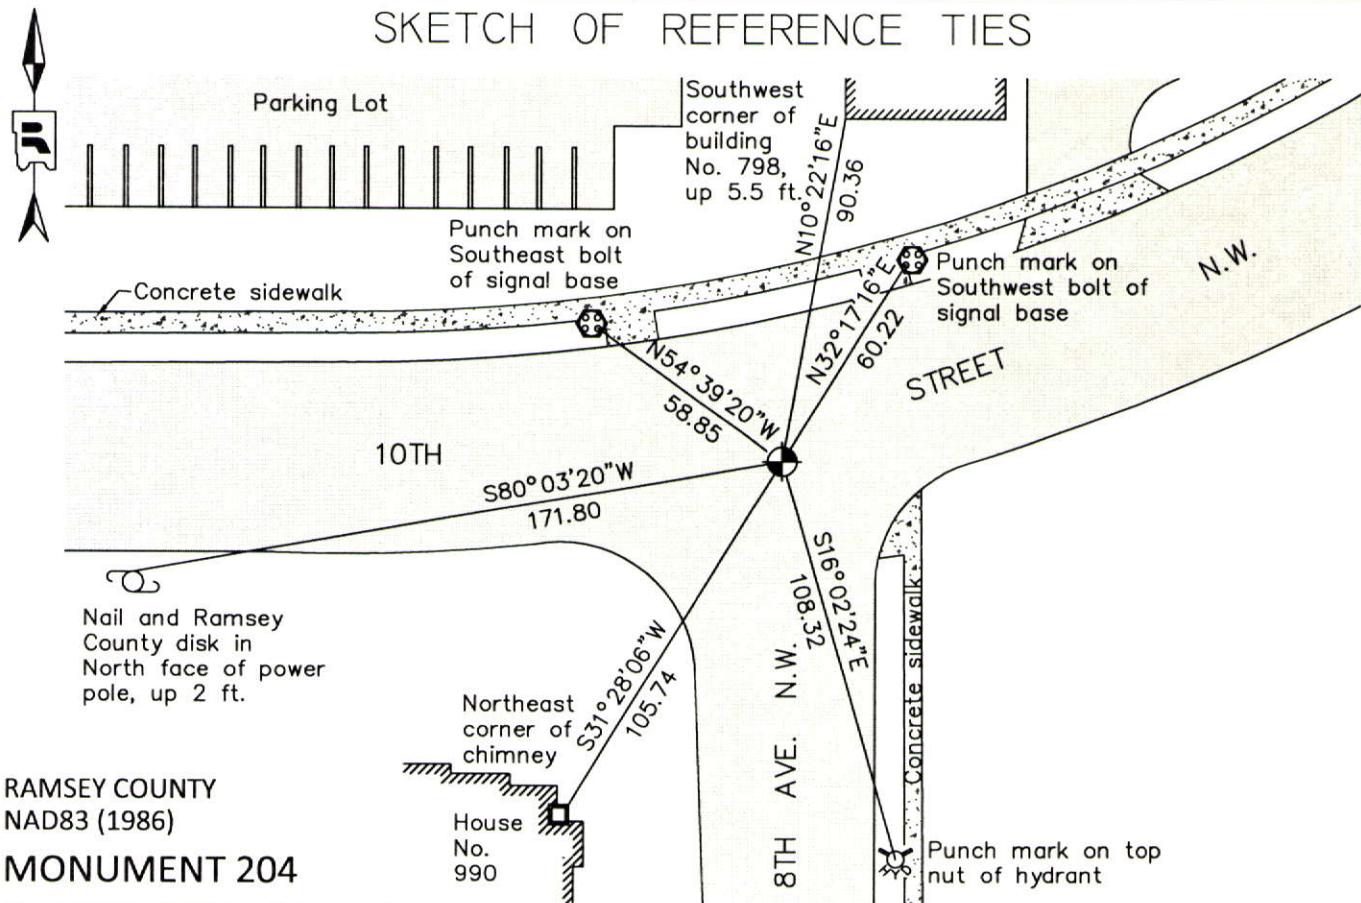 SKETCH OF REFERENCE TIES
R
Parking Lot
Southwest
corner of
building
No. 798,
up 5.5 ft.
N10°22'16"E
90.36
Punch mark on
Southeast bolt
of signal base
Concrete sidewalk
N54°39'20"W
58.85
N32°17'16"E
60.22
Punch mark on
Southwest bolt of
signal base
10TH
STREET
N.W.
S80°03'20"W
171.80
Nail and Ramsey
County disk in
North face of power
pole, up 2 ft.
S31°28'06"W
105.74
Northeast
corner of
chimney
House
No.
990
S16°02'24"E
108.32
8TH AVE. N.W.
Concrete sidewalk
HYD
Punch mark on top
nut of hydrant
RAMSEY COUNTY
NAD83 (1986)
MONUMENT 204